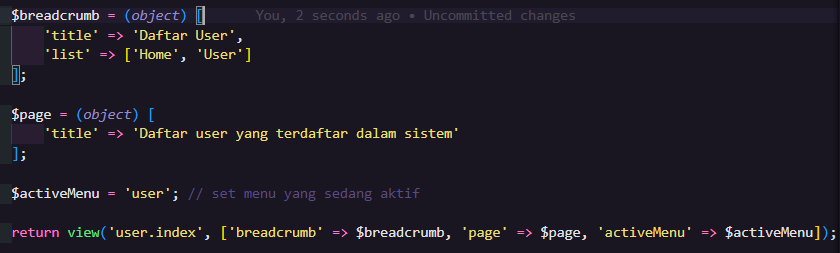 $breadcrumb = (object) [ You, 2 seconds ago • Uncommitted changes
    'title' => 'Daftar User',
    'list' => ['Home', 'User']
];

$page = (object) [
    'title' => 'Daftar user yang terdaftar dalam sistem'
];

$activeMenu = 'user'; // set menu yang sedang aktif

return view('user.index', ['breadcrumb' => $breadcrumb, 'page' => $page, 'activeMenu' => $activeMenu]);